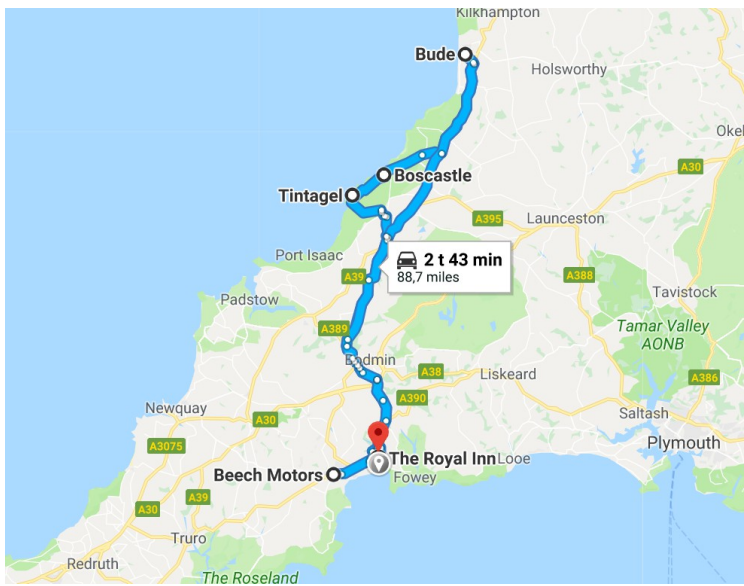 Kilkhampton
Bude
Holsworthy
Okel
A30
Boscastle
Tintagel
A395
Launceston
Port Isaac
2 t 43 min
88,7 miles
A39
A388
Tavistock
Padstow
A389
Tamar Valley
AONB
Bodmin
A38
Liskeard
A386
A390
Newquay
A30
Saltash
A3075
Plymouth
The Royal Inn
Looe
Beech Motors
Fowey
A39
A30
Truro
Redruth
The Roseland